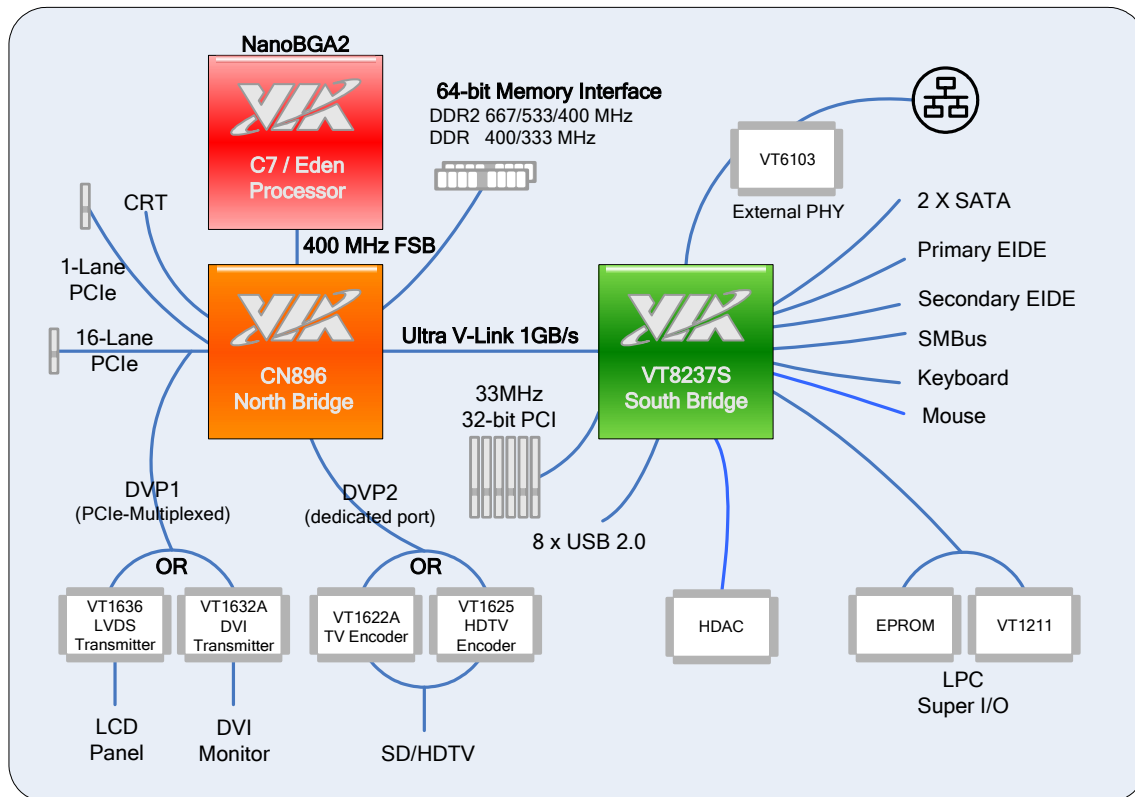 NanoBGA2
VIA
C7 / Eden
Processor
64-bit Memory Interface
DDR2 667/533/400 MHz
DDR 400/333 MHz
VT6103
External PHY
CRT
1-Lane
PCIe
400 MHz FSB
2 X SATA
Primary EIDE
Secondary EIDE
SMBus
Keyboard
Mouse
16-Lane
PCIe
VIA
CN896
North Bridge
Ultra V-Link 1GB/s
VIA
VT8237S
South Bridge
33MHz
32-bit PCI
DVP1
(PCIe-Multiplexed)
DVP2
(dedicated port)
8 x USB 2.0
OR
OR
VT1636
LVDS
Transmitter
VT1632A
DVI
Transmitter
VT1622A
TV Encoder
VT1625
HDTV
Encoder
HDAC
EPROM
VT1211
LPC
Super I/O
LCD
Panel
DVI
Monitor
SD/HDTV